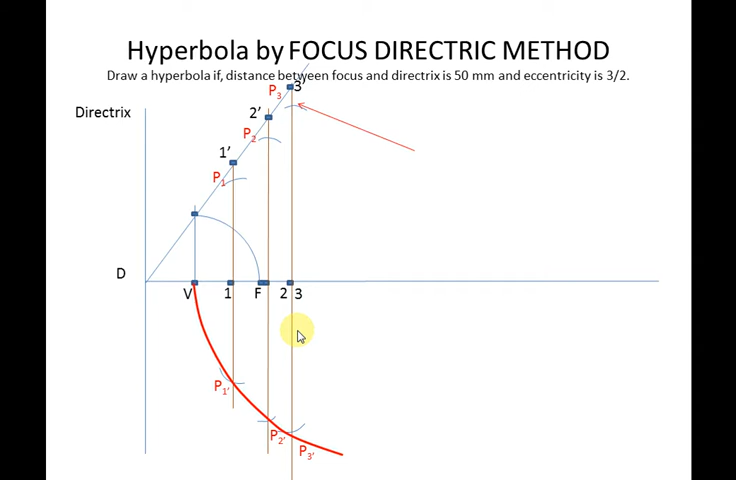 Hyperbola by FOCUS DIRECTRIC METHOD
Draw a hyperbola if, distance between focus and directrix is 50 mm and eccentricity is 3/2.
P3 3'
Directrix 2'
P2
1'
P1
D
V 1 F 2 3
P1'
P2'
P3'